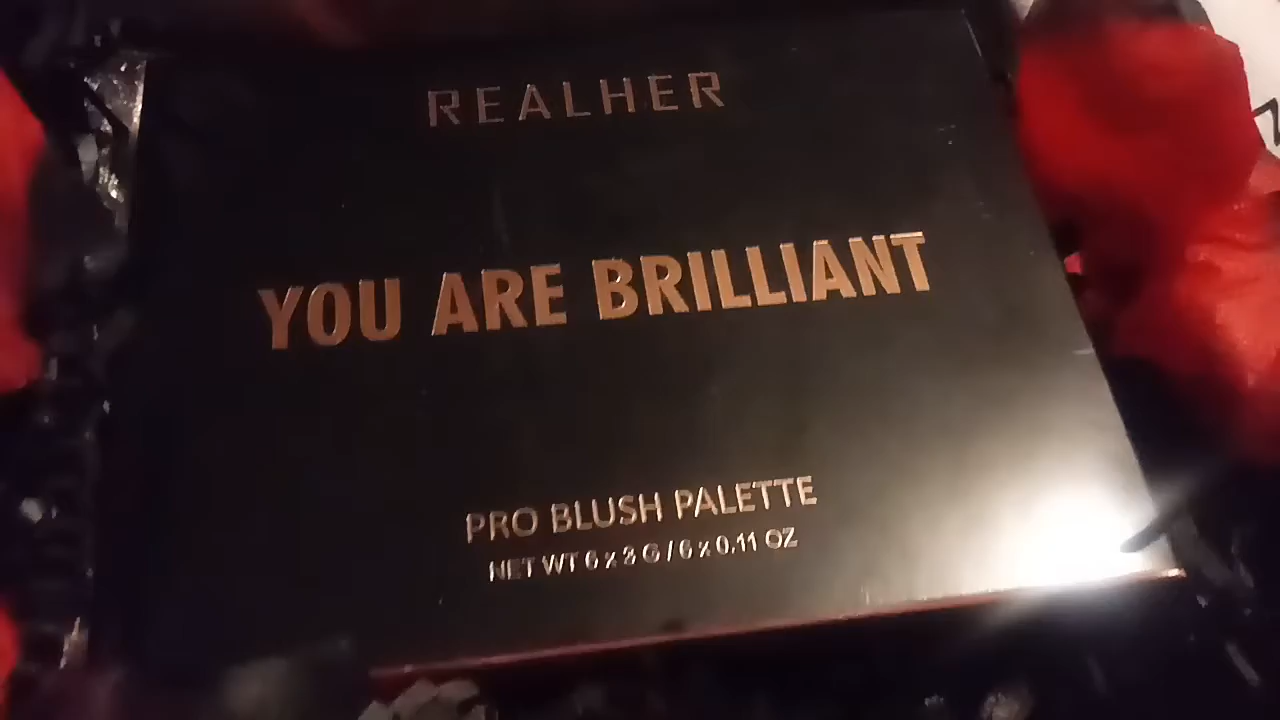 REALHER
YOU ARE BRILLIANT
PRO BLUSH PALETTE
NET WT 6 x 3 G / 6 x 0.11 OZ